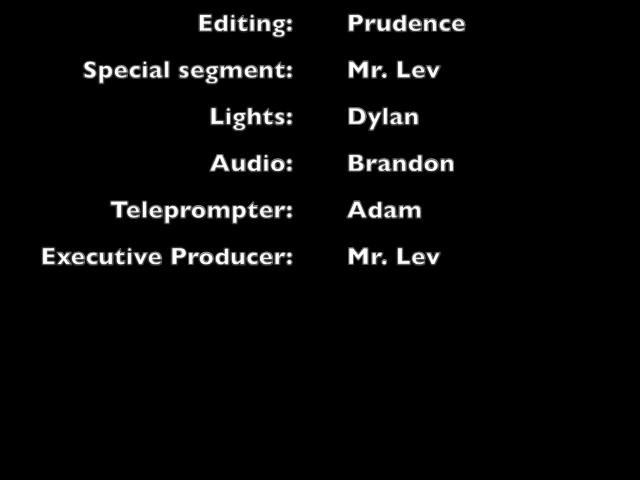 Editing: Prudence
Special segment: Mr. Lev
Lights: Dylan
Audio: Brandon
Teleprompter: Adam
Executive Producer: Mr. Lev